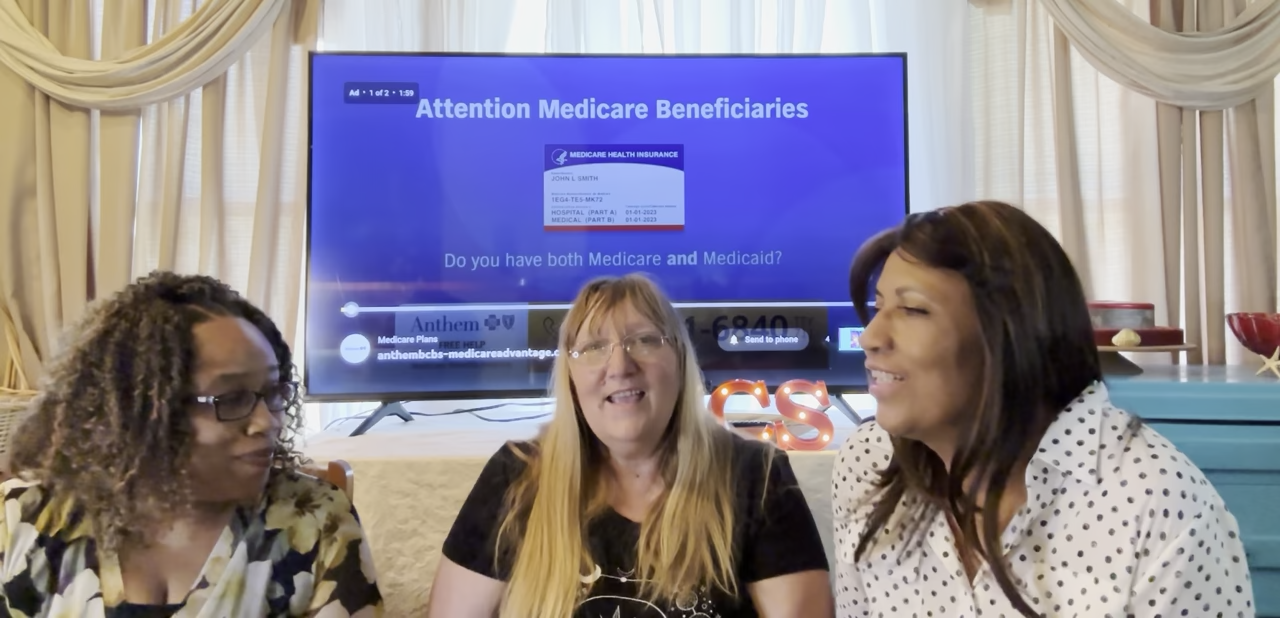 Ad • 1 of 2 • 1:59
Attention Medicare Beneficiaries
MEDICARE HEALTH INSURANCE
JOHN L SMITH
1EG4-TE5-MK72
HOSPITAL (PART A) 01-01-2023
MEDICAL (PART B) 01-01-2023
Do you have both Medicare and Medicaid?
Anthem
1-6840
FREE HELP
Medicare Plans
anthembcbs-medicareadvantage.c
Send to phone
4
CS